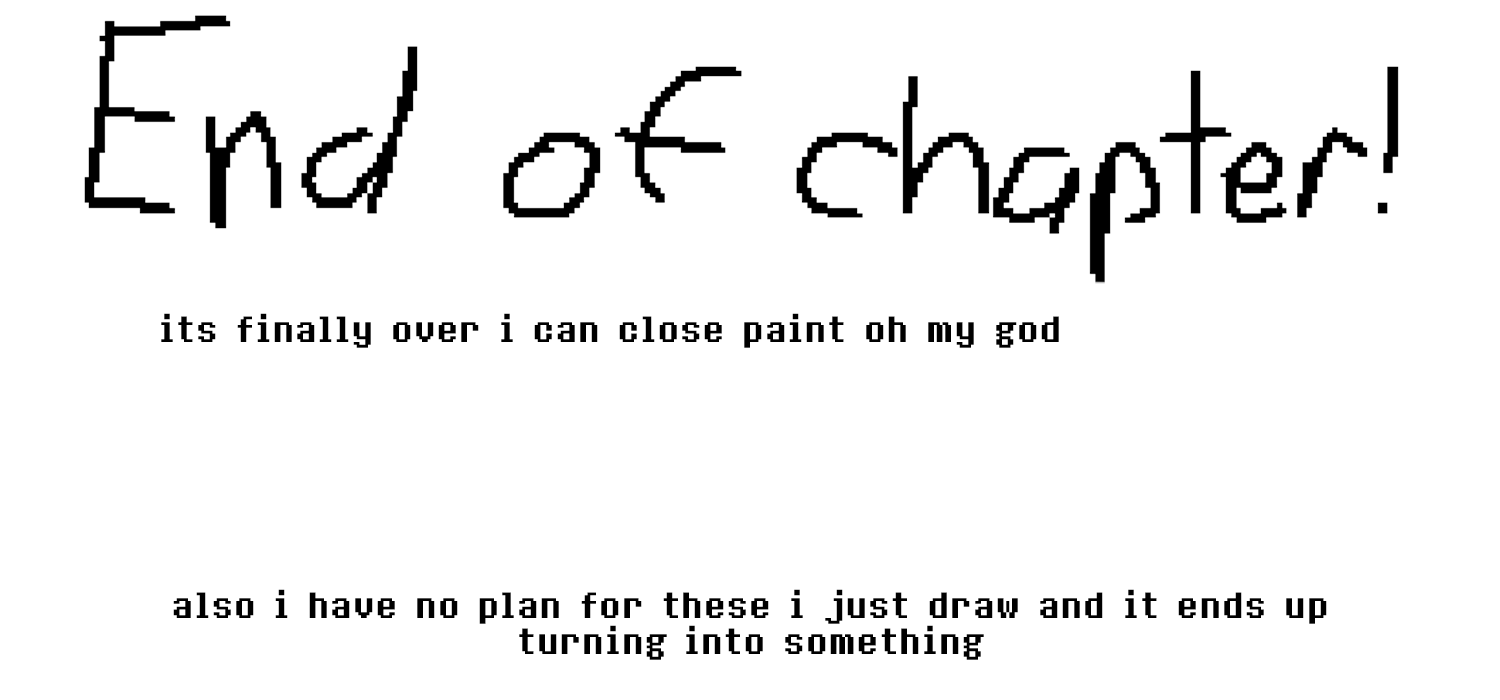 End of chapter!
its finally over i can close paint oh my god
also i have no plan for these i just draw and it ends up
turning into something